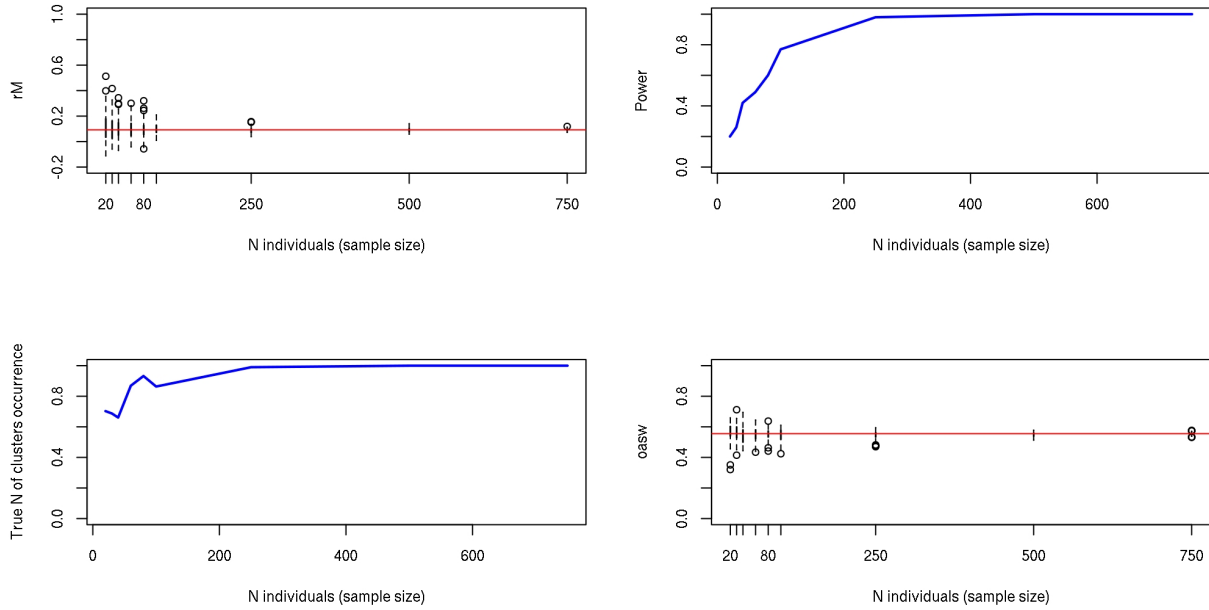 1.0
0.6
0.2
-0.2
rM
20 80 250 500 750
N individuals (sample size)
0.8
0.4
0.0
Power
0 200 400 600
N individuals (sample size)
0.8
0.4
0.0
True N of clusters occurrence
0 200 400 600
N individuals (sample size)
0.8
0.4
0.0
oasw
20 80 250 500 750
N individuals (sample size)